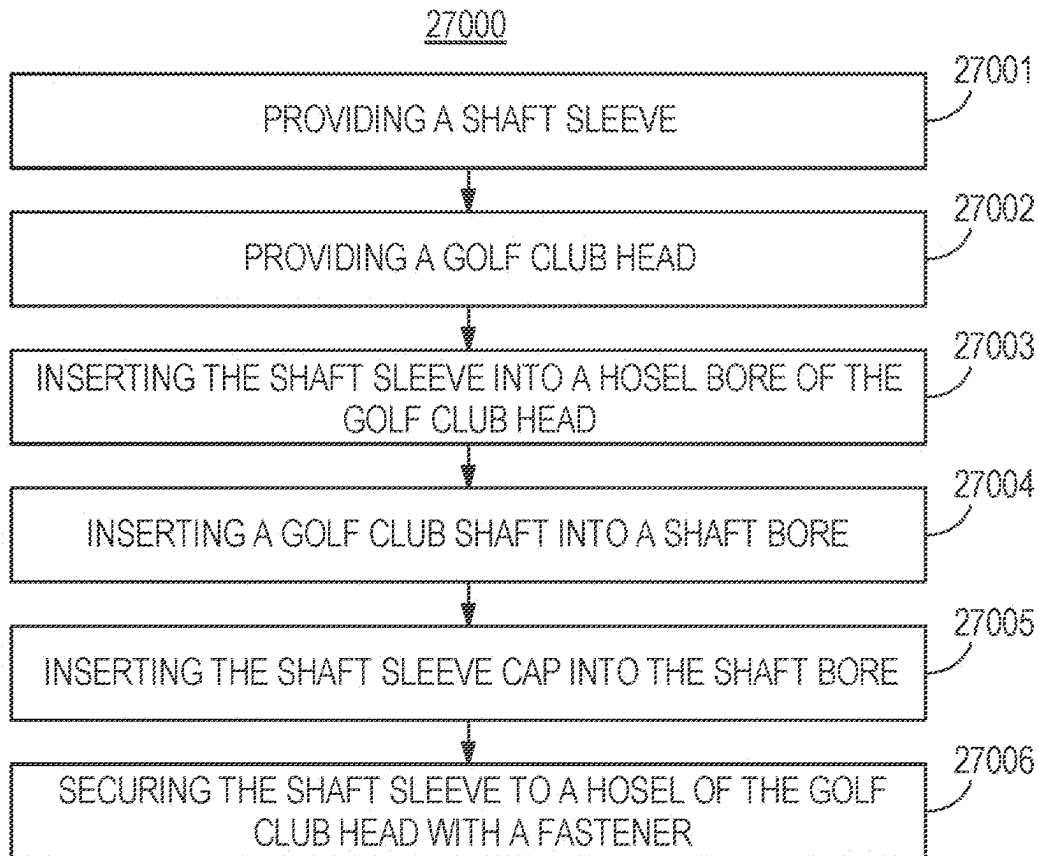 27000
27001
PROVIDING A SHAFT SLEEVE
27002
PROVIDING A GOLF CLUB HEAD
27003
INSERTING THE SHAFT SLEEVE INTO A HOSEL BORE OF THE
GOLF CLUB HEAD
27004
INSERTING A GOLF CLUB SHAFT INTO A SHAFT BORE
27005
INSERTING THE SHAFT SLEEVE CAP INTO THE SHAFT BORE
27006
SECURING THE SHAFT SLEEVE TO A HOSEL OF THE GOLF
CLUB HEAD WITH A FASTENER